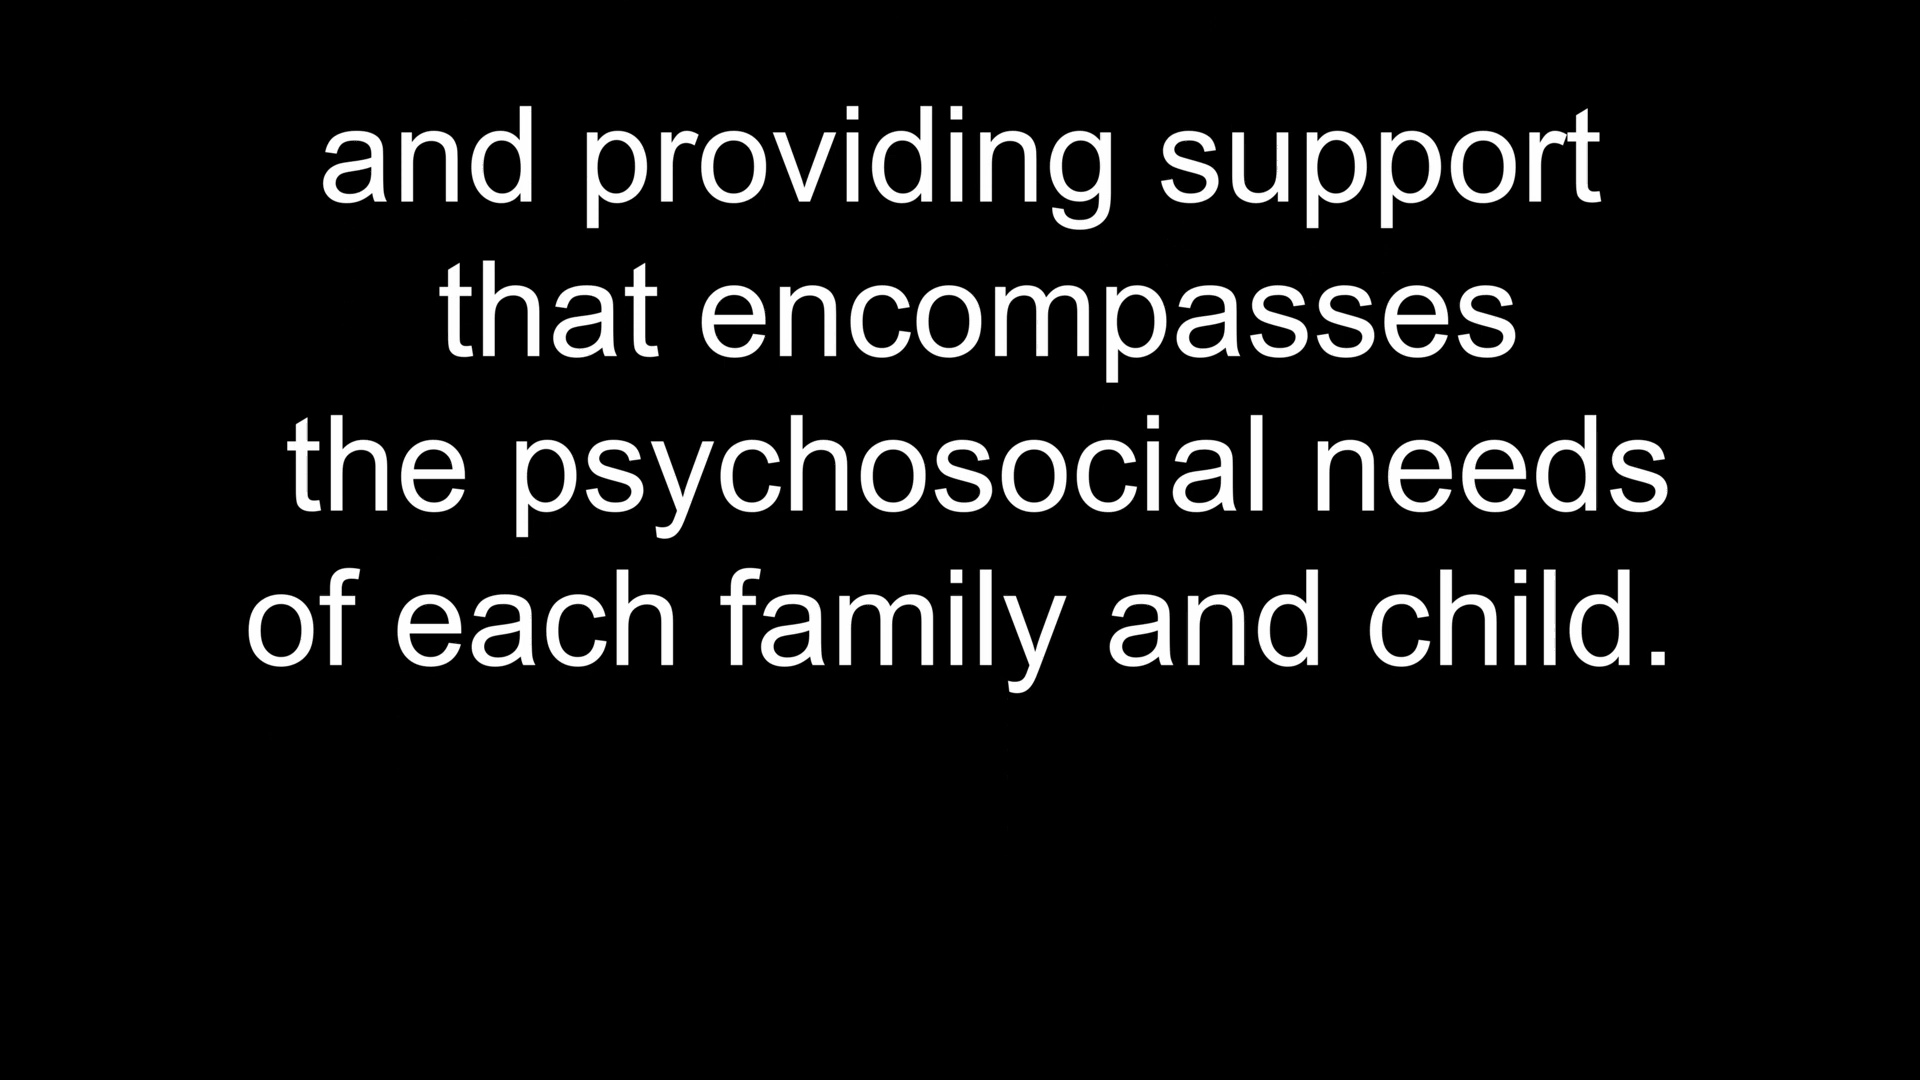 and providing support
that encompasses
the psychosocial needs
of each family and child.